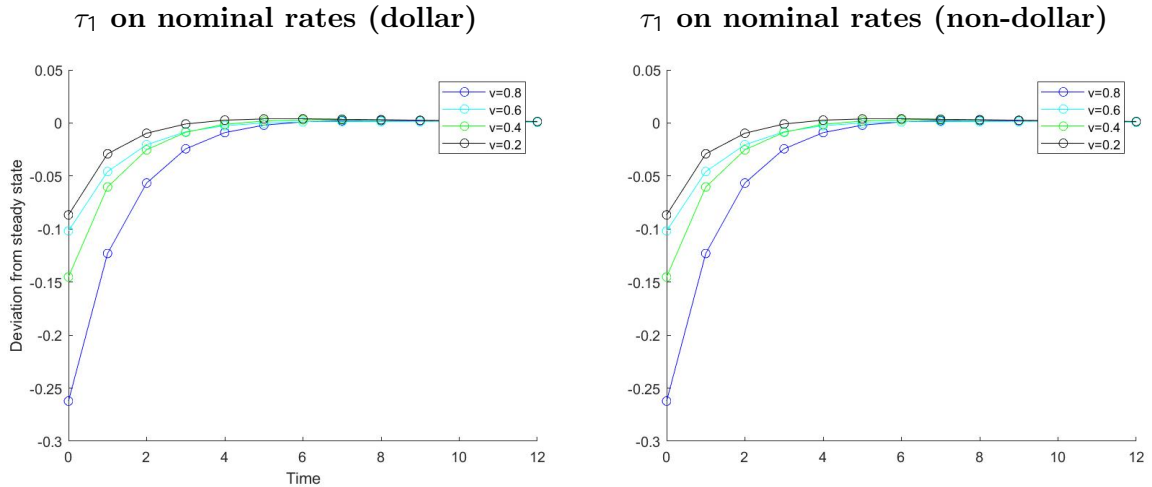 τ₁ on nominal rates (dollar)
0.05
0
-0.05
-0.1
-0.15
-0.2
-0.25
-0.3
Deviation from steady state
0 2 4 6 8 10 12
Time
v=0.8
v=0.6
v=0.4
v=0.2
τ₁ on nominal rates (non-dollar)
0.05
0
-0.05
-0.1
-0.15
-0.2
-0.25
-0.3
0 2 4 6 8 10 12
v=0.8
v=0.6
v=0.4
v=0.2